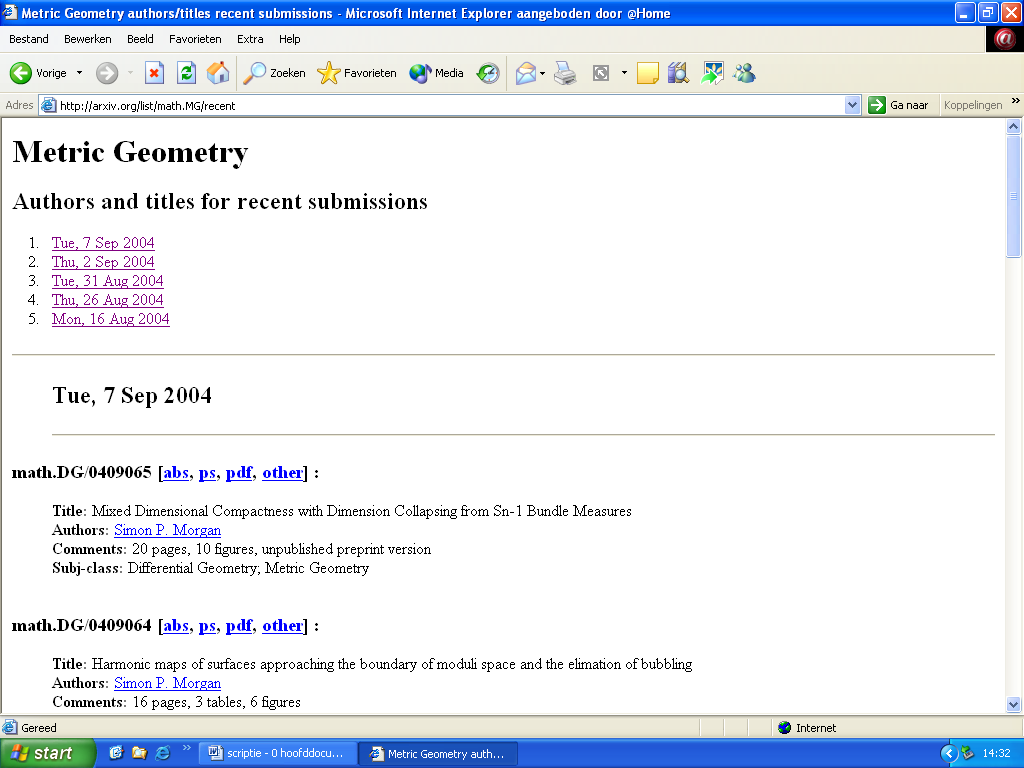 Metric Geometry authors/titles recent submissions - Microsoft Internet Explorer aangeboden door @Home
Bestand Bewerken Beeld Favorieten Extra Help
Vorige Zoeken Favorieten Media
Adres http://arxiv.org/list/math.MG/recent Ga naar Koppelingen »
Metric Geometry
Authors and titles for recent submissions
1. Tue, 7 Sep 2004
2. Thu, 2 Sep 2004
3. Tue, 31 Aug 2004
4. Thu, 26 Aug 2004
5. Mon, 16 Aug 2004
Tue, 7 Sep 2004
math.DG/0409065 [abs, ps, pdf, other] :
Title: Mixed Dimensional Compactness with Dimension Collapsing from Sn-1 Bundle Measures
Authors: Simon P. Morgan
Comments: 20 pages, 10 figures, unpublished preprint version
Subj-class: Differential Geometry; Metric Geometry
math.DG/0409064 [abs, ps, pdf, other] :
Title: Harmonic maps of surfaces approaching the boundary of moduli space and the elimation of bubbling
Authors: Simon P. Morgan
Comments: 16 pages, 3 tables, 6 figures
Gereed Internet
start » scriptie - 0 hoofddocu... Metric Geometry auth... 14:32